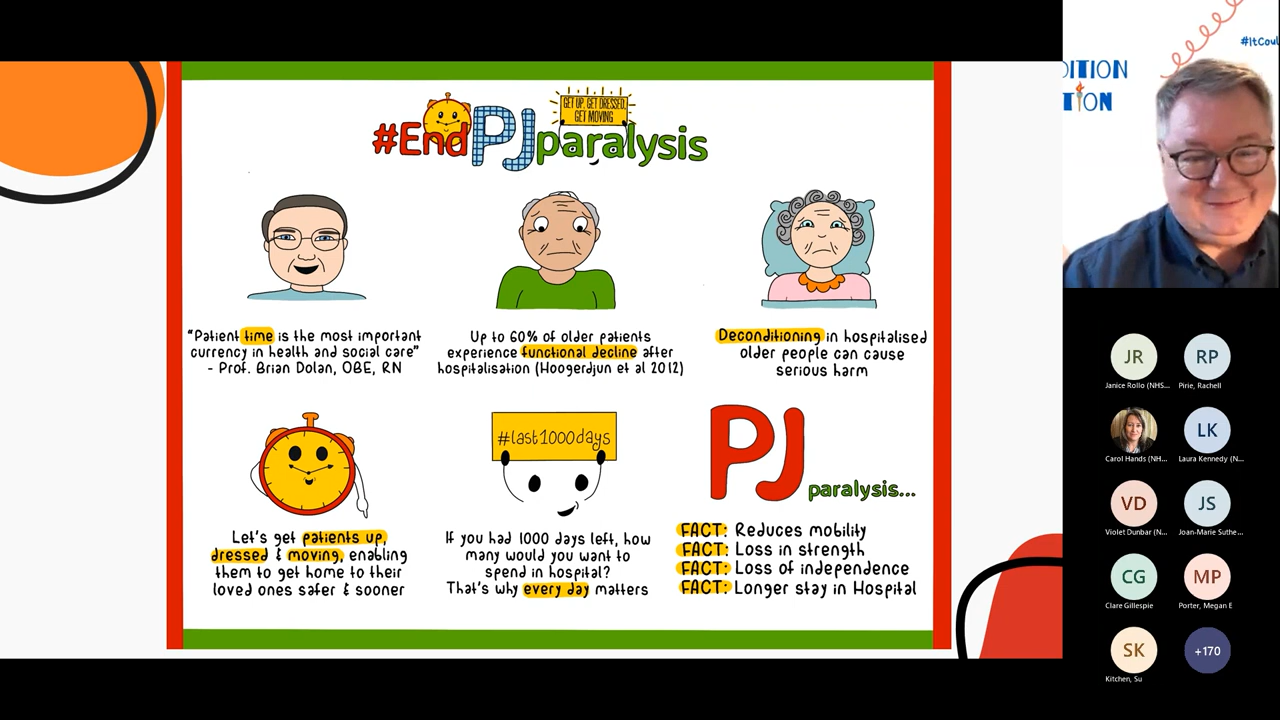 GET UP, GET DRESSED,
GET MOVING
#EndPJparalysis
"Patient time is the most important
currency in health and social care"
- Prof. Brian Dolan, OBE, RN
Up to 60% of older patients
experience functional decline after
hospitalisation (Hoogerdjun et al 2012)
Deconditioning in hospitalised
older people can cause
serious harm
Let's get patients up,
dressed & moving, enabling
them to get home to their
loved ones safer & sooner
#last1000days
If you had 1000 days left, how
many would you want to
spend in hospital?
That's why every day matters
PJ
paralysis...
FACT: Reduces mobility
FACT: Loss in strength
FACT: Loss of independence
FACT: Longer stay in Hospital
#ItCoul
DITION
TION
JR
Janice Rollo (NHS...
RP
Pirie, Rachell
Carol Hands (NH...
LK
Laura Kennedy (N...
VD
Violet Dunbar (N...
JS
Joan-Marie Suthe...
CG
Clare Gillespie
MP
Porter, Megan E
SK
Kitchen, Su
+170